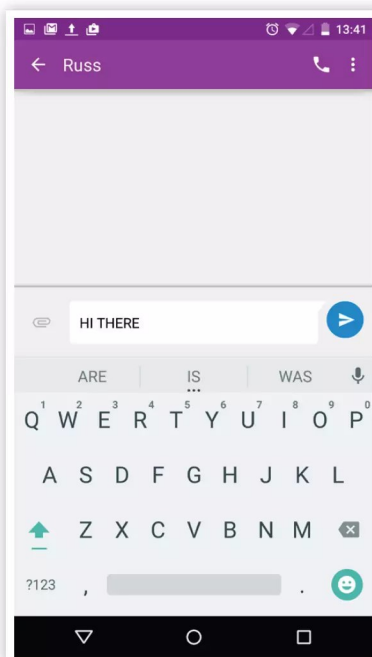 13:41
Russ
HI THERE
ARE IS WAS
1 2 3 4 5 6 7 8 9 0
Q W E R T Y U I O P
A S D F G H J K L
Z X C V B N M
?123 , .